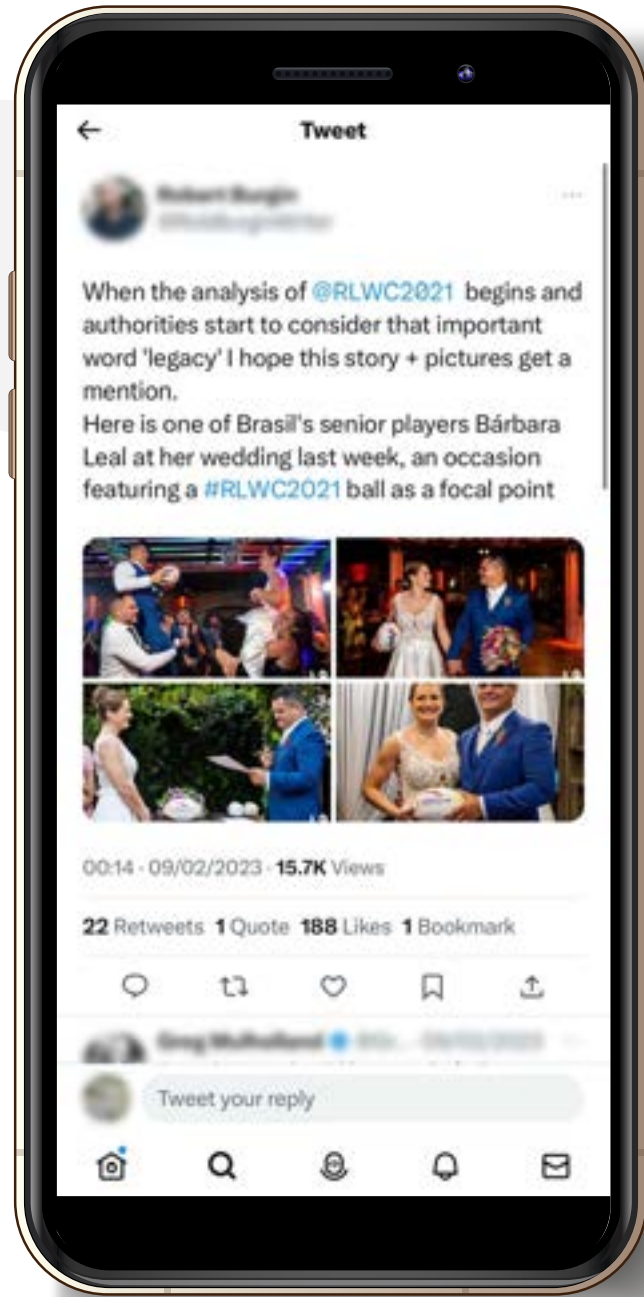 Tweet
When the analysis of @RLWC2021 begins and
authorities start to consider that important
word 'legacy' I hope this story + pictures get a
mention.
Here is one of Brasil's senior players Bárbara
Leal at her wedding last week, an occasion
featuring a #RLWC2021 ball as a focal point
00:14 · 09/02/2023 · 15.7K Views
22 Retweets 1 Quote 188 Likes 1 Bookmark
Tweet your reply